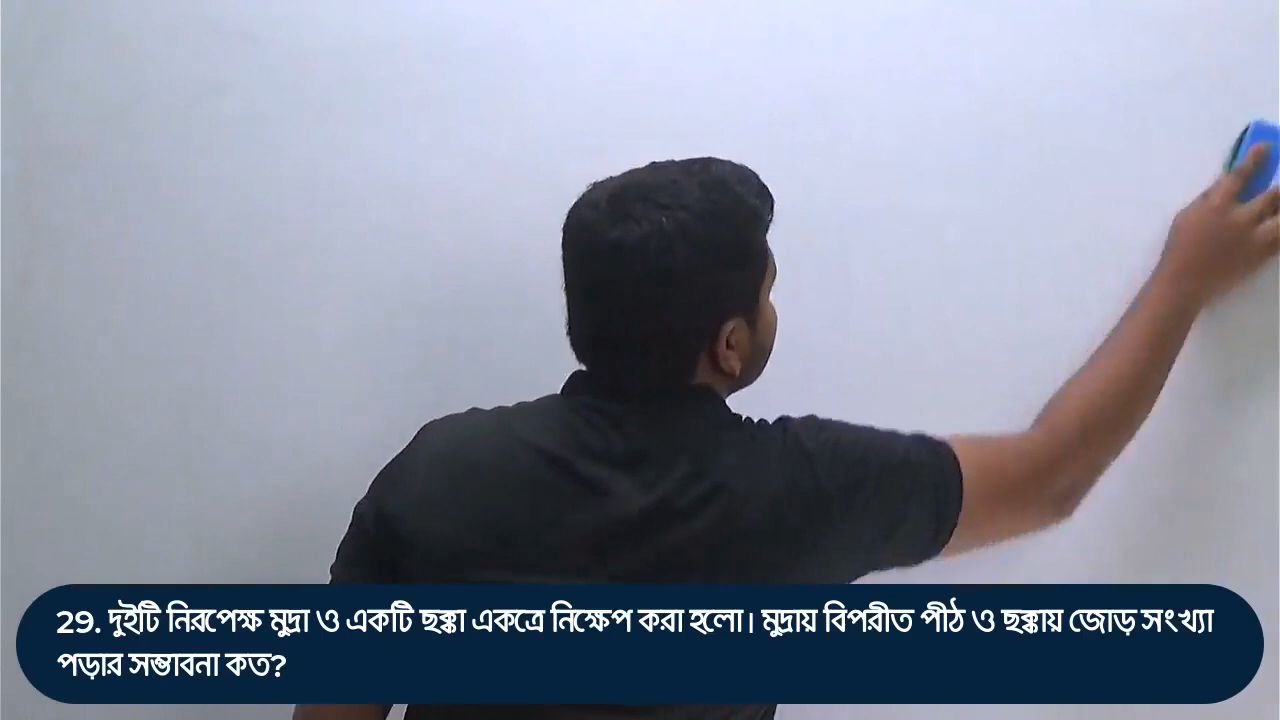 29. দুইটি নিরপেক্ষ মুদ্রা ও একটি ছক্কা একত্রে নিক্ষেপ করা হলো। মুদ্রায় বিপরীত পীঠ ও ছক্কায় জোড় সংখ্যা
পড়ার সম্ভাবনা কত?